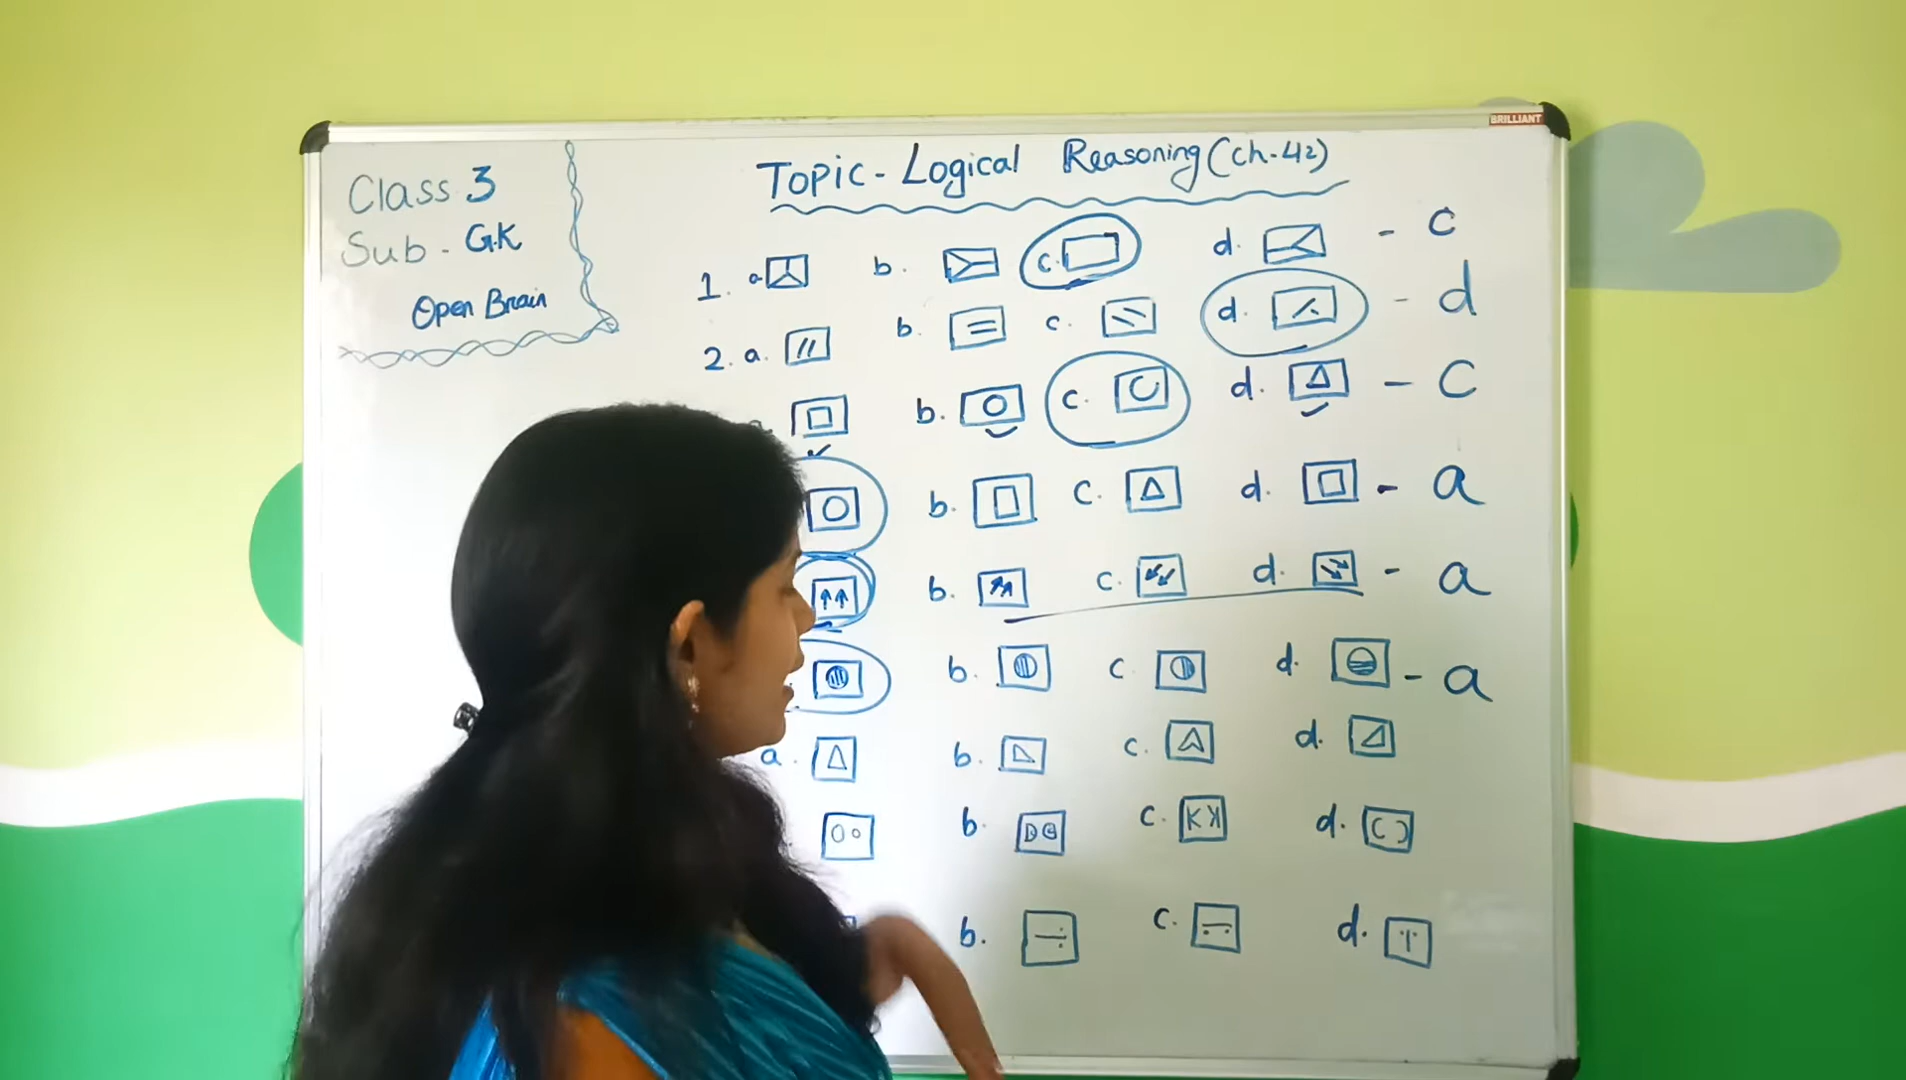 BRILLIANT
Class 3
Sub - G.K
Open Brain
Topic - Logical Reasoning (ch-42)
1. a. b. c. d. - c
2. a. b. c. d. - d
b. c. d. - c
b. c. d. - a
b. c. d. - a
b. c. d. - a
a. b. c. d.
b. c. K d.
b. c. d.